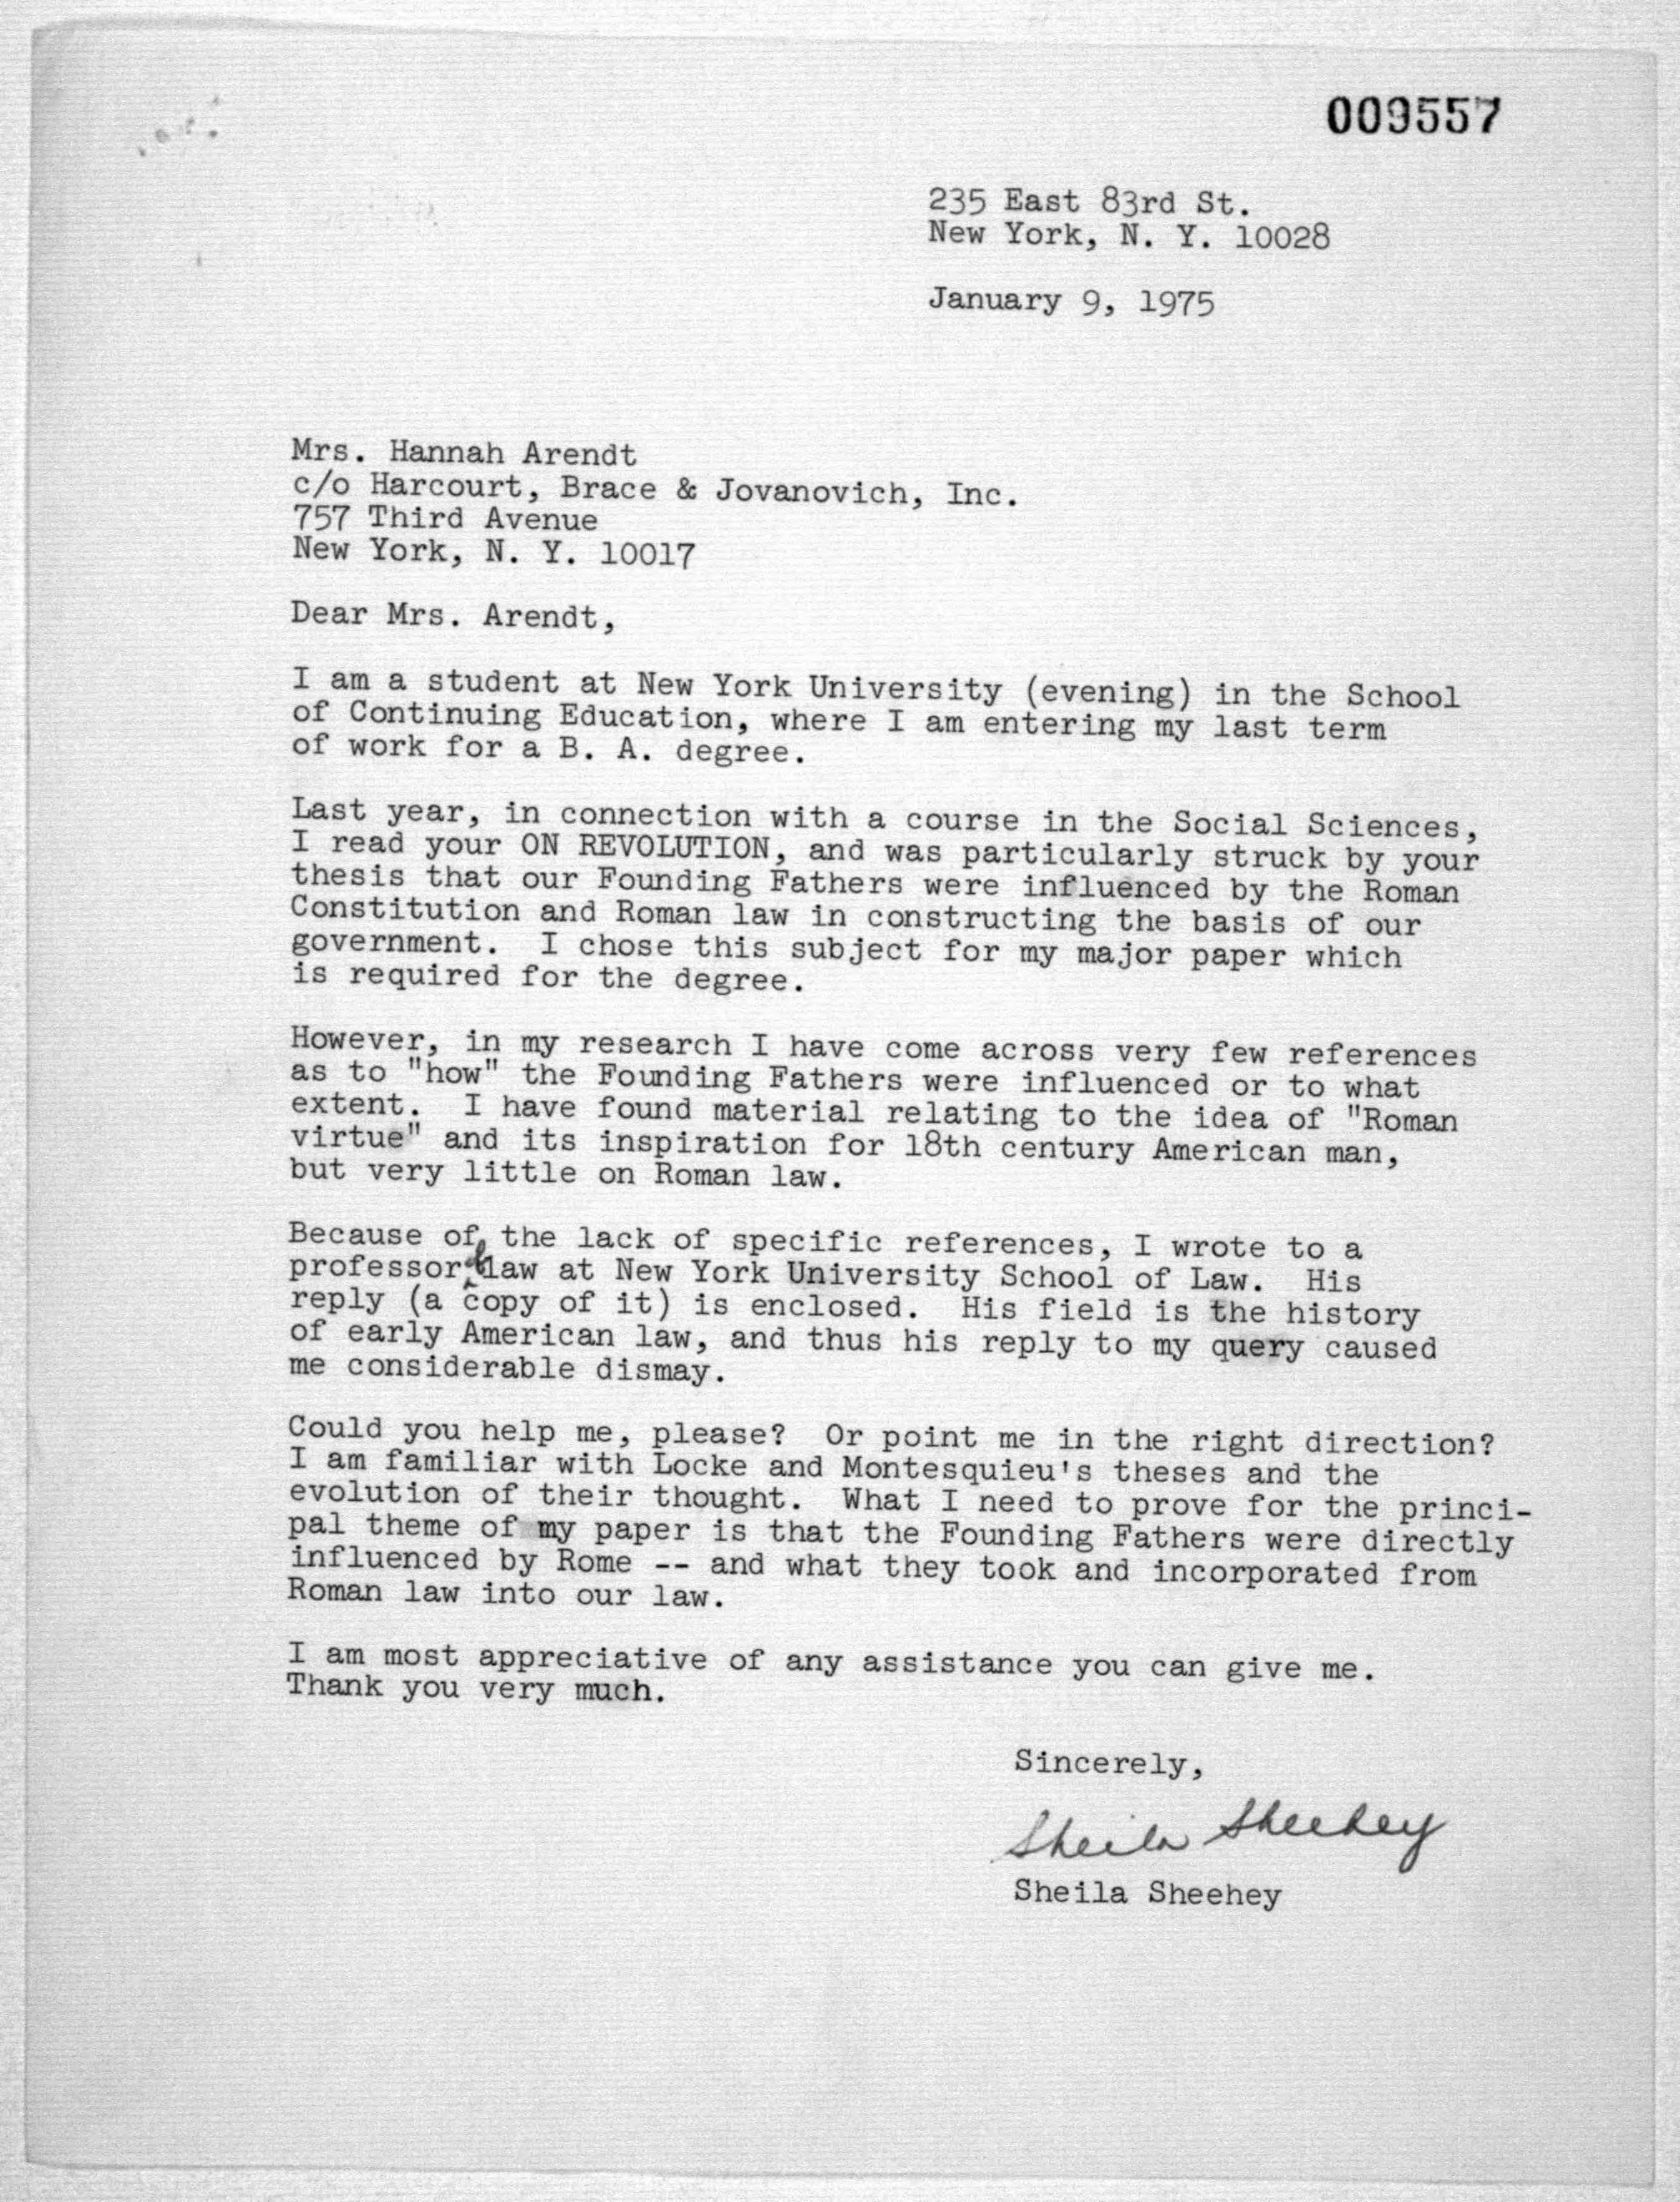 009557
235 East 83rd St.
New York, N. Y. 10028
January 9, 1975
Mrs. Hannah Arendt
c/o Harcourt, Brace & Jovanovich, Inc.
757 Third Avenue
New York, N. Y. 10017
Dear Mrs. Arendt,
I am a student at New York University (evening) in the School
of Continuing Education, where I am entering my last term
of work for a B. A. degree.
Last year, in connection with a course in the Social Sciences,
I read your ON REVOLUTION, and was particularly struck by your
thesis that our Founding Fathers were influenced by the Roman
Constitution and Roman law in constructing the basis of our
government. I chose this subject for my major paper which
is required for the degree.
However, in my research I have come across very few references
as to "how" the Founding Fathers were influenced or to what
extent. I have found material relating to the idea of "Roman
virtue" and its inspiration for 18th century American man,
but very little on Roman law.
Because of the lack of specific references, I wrote to a
professor of law at New York University School of Law. His
reply (a copy of it) is enclosed. His field is the history
of early American law, and thus his reply to my query caused
me considerable dismay.
Could you help me, please? Or point me in the right direction?
I am familiar with Locke and Montesquieu's theses and the
evolution of their thought. What I need to prove for the princi-
pal theme of my paper is that the Founding Fathers were directly
influenced by Rome -- and what they took and incorporated from
Roman law into our law.
I am most appreciative of any assistance you can give me.
Thank you very much.
Sincerely,
Sheila Sheehey
Sheila Sheehey